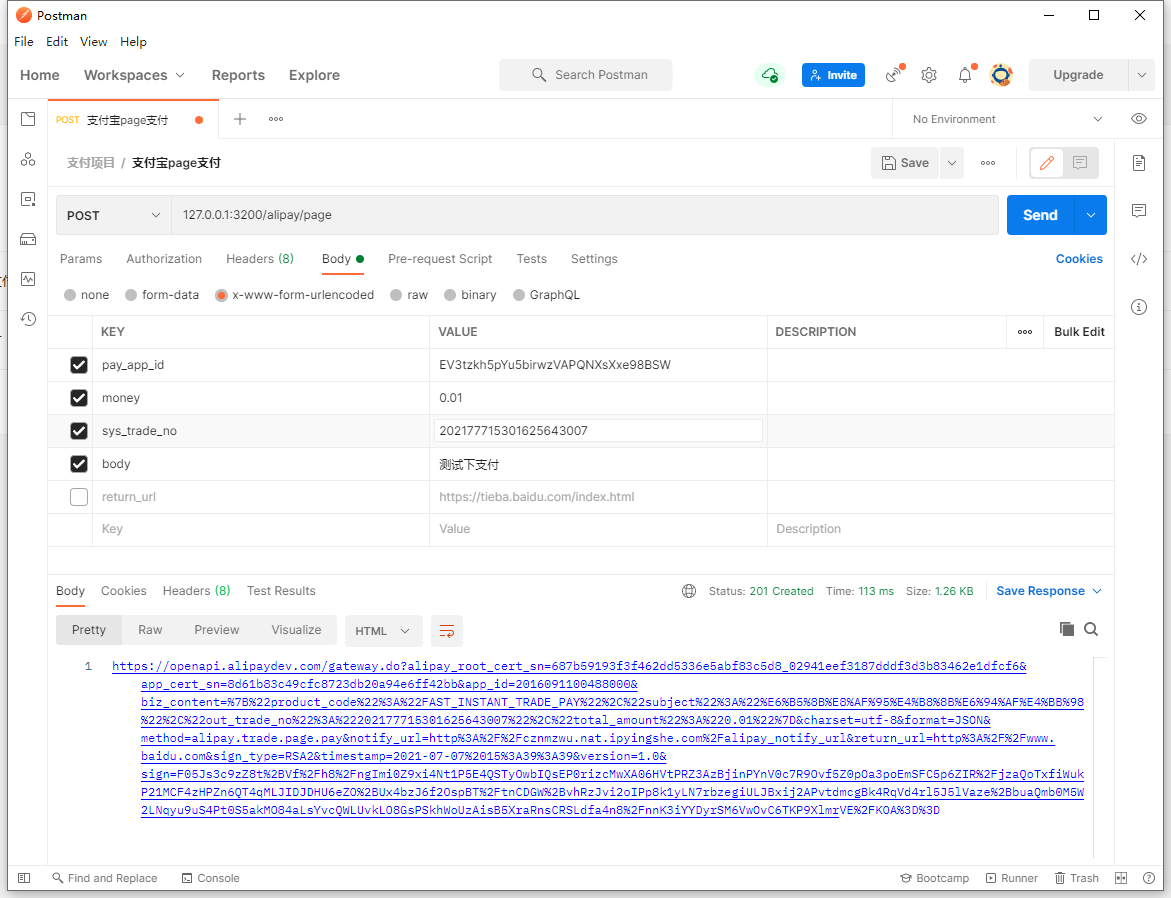 Postman
File Edit View Help
Home Workspaces Reports Explore Search Postman Invite Upgrade
POST 支付宝page支付 No Environment
支付项目 / 支付宝page支付 Save
POST 127.0.0.1:3200/alipay/page Send
Params Authorization Headers (8) Body Pre-request Script Tests Settings Cookies
none form-data x-www-form-urlencoded raw binary GraphQL
KEY VALUE DESCRIPTION Bulk Edit
pay_app_id EV3tzkh5pYu5birwzVAPQNXsXxe98BSW
money 0.01
sys_trade_no 202177715301625643007
body 测试下支付
return_url https://tieba.baidu.com/index.html
Key Value Description
Body Cookies Headers (8) Test Results Status: 201 Created Time: 113 ms Size: 1.26 KB Save Response
Pretty Raw Preview Visualize HTML
1 https://openapi.alipaydev.com/gateway.do?alipay_root_cert_sn=687b59193f3f462dd5336e5abf83c5d8_02941eef3187dddf3d3b83462e1dfcf6&
app_cert_sn=8d61b83c49cfc8723db20a94e6ff42bb&app_id=2016091100488000&
biz_content=%7B%22product_code%22%3A%22FAST_INSTANT_TRADE_PAY%22%2C%22subject%22%3A%22%E6%B5%8B%E8%AF%95%E4%B8%8B%E6%94%AF%E4%BB%98
%22%2C%22out_trade_no%22%3A%22202177715301625643007%22%2C%22total_amount%22%3A%220.01%22%7D&charset=utf-8&format=JSON&
method=alipay.trade.page.pay&notify_url=http%3A%2F%2Fcznmzwu.nat.ipyingshe.com%2Falipay_notify_url&return_url=http%3A%2F%2Fwww.
baidu.com&sign_type=RSA2&timestamp=2021-07-07%2015%3A39%3A39&version=1.0&
sign=F05Js3c9zZ8t%2BVf%2Fh8%2FngImi0Z9xi4Nt1P5E4QSTyOwbIQsEP0rizcMwXA06HVtPRZ3AzBjinPYnV0c7R9Ovf5Z0pOa3poEmSFC5p6ZIR%2FjzaQoTxfiWuk
P21MCF4zHPZn6QT4qMLJIDJDHU6eZO%2BUx4bzJ6f2OspBT%2FtnCDGW%2BvhRzJvi2oIPp8k1yLN7rbzegiULJBxij2APvtdmcgBk4RqVd4rl5J5lVaze%2BbuaQmb0M5W
2LNqyu9uS4Pt0S5akMO84aLsYvcQWLUvkLO8GsPSkhWoUzAisB5XraRnsCRSLdfa4n8%2FnnK3iYYDyrSM6VwOvC6TKP9XlmrVE%2FKOA%3D%3D
Find and Replace Console Bootcamp Runner Trash